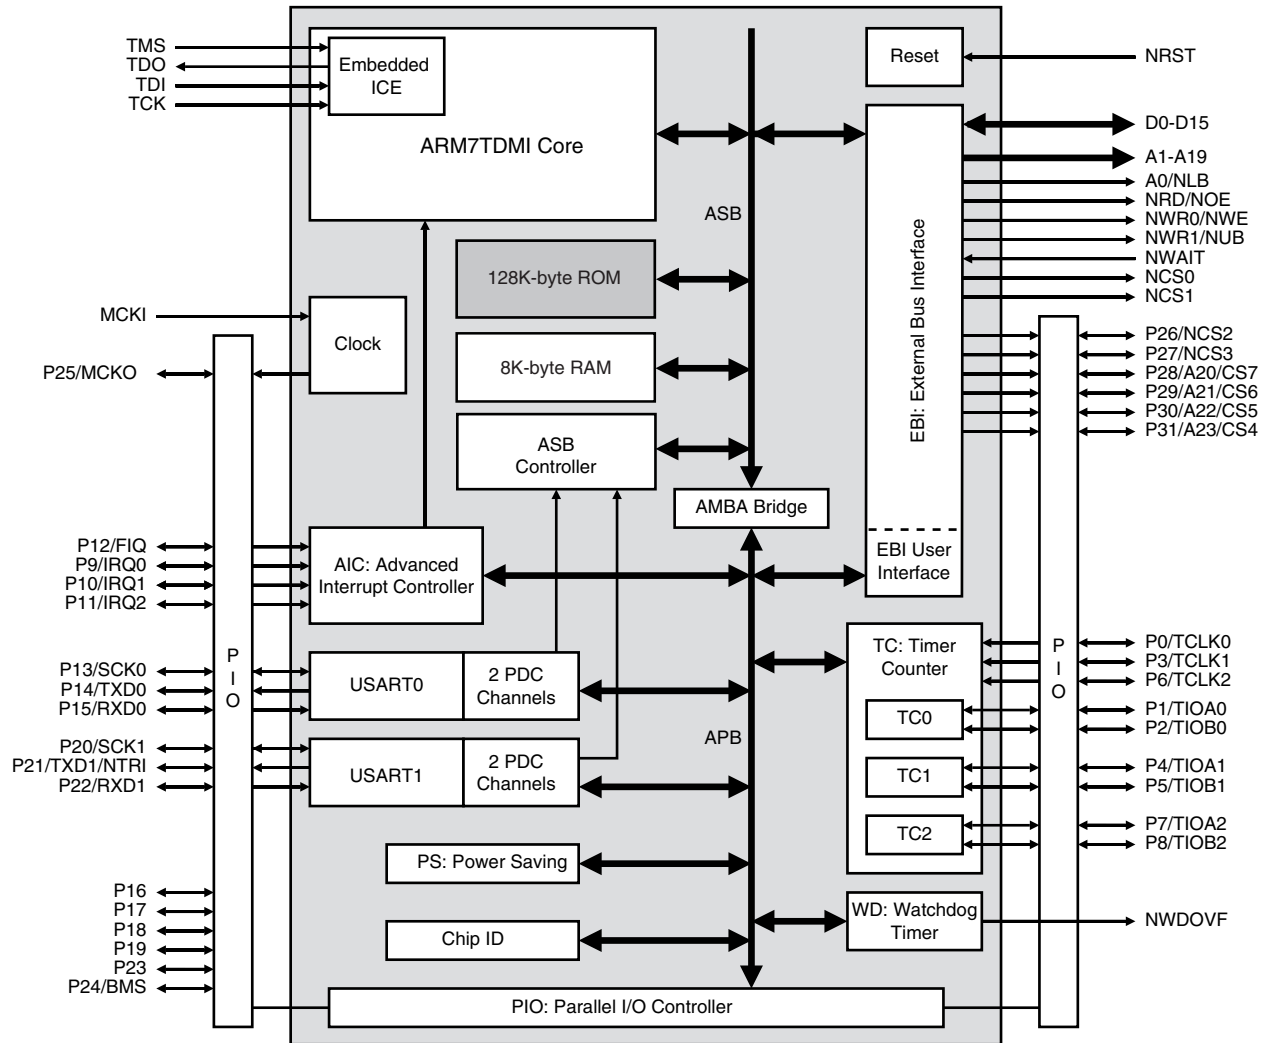 TMS
TDO
TDI
TCK
Embedded
ICE
ARM7TDMI Core
Reset
NRST
D0-D15
A1-A19
A0/NLB
NRD/NOE
NWR0/NWE
NWR1/NUB
NWAIT
NCS0
NCS1
ASB
EBI: External Bus Interface
128K-byte ROM
MCKI
Clock
P25/MCKO
8K-byte RAM
P26/NCS2
P27/NCS3
P28/A20/CS7
P29/A21/CS6
P30/A22/CS5
P31/A23/CS4
ASB
Controller
AMBA Bridge
EBI User
Interface
P12/FIQ
P9/IRQ0
P10/IRQ1
P11/IRQ2
AIC: Advanced
Interrupt Controller
P
I
O
P13/SCK0
P14/TXD0
P15/RXD0
USART0
2 PDC
Channels
P20/SCK1
P21/TXD1/NTRI
P22/RXD1
USART1
2 PDC
Channels
APB
TC: Timer
Counter
TC0
TC1
TC2
P
I
O
P0/TCLK0
P3/TCLK1
P6/TCLK2
P1/TIOA0
P2/TIOB0
P4/TIOA1
P5/TIOB1
P7/TIOA2
P8/TIOB2
PS: Power Saving
Chip ID
WD: Watchdog
Timer
NWDOVF
P16
P17
P18
P19
P23
P24/BMS
PIO: Parallel I/O Controller